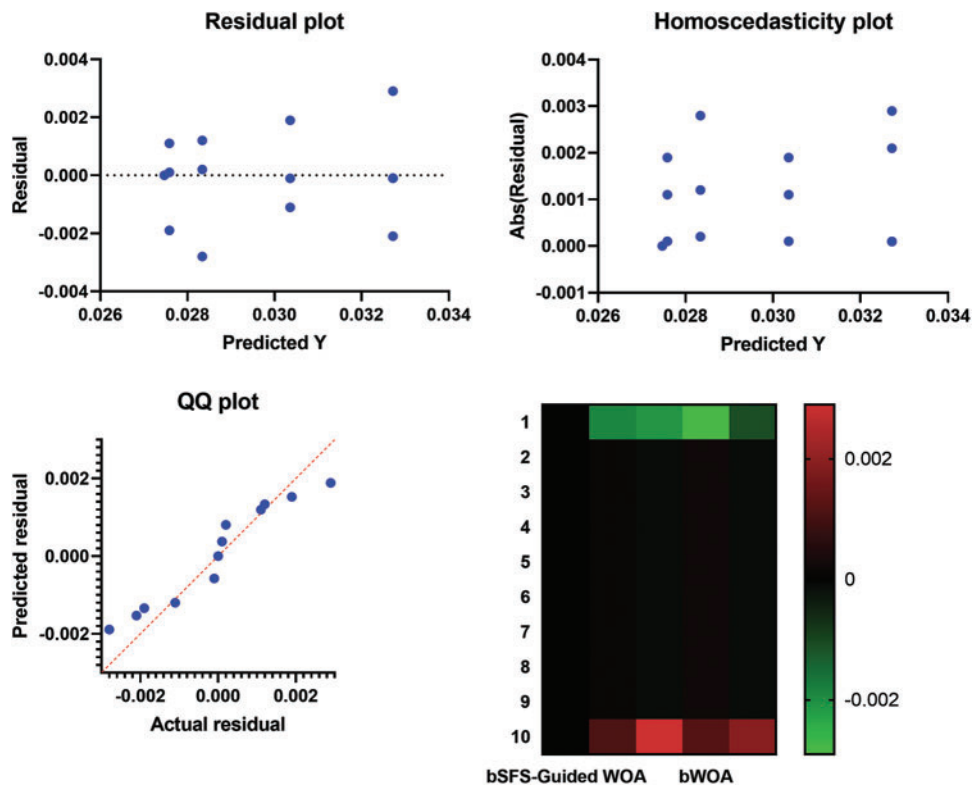 Residual plot
0.004
0.002
0.000
-0.002
-0.004
Residual
0.026 0.028 0.030 0.032 0.034
Predicted Y
Homoscedasticity plot
0.004
0.003
0.002
0.001
0.000
-0.001
Abs(Residual)
0.026 0.028 0.030 0.032 0.034
Predicted Y
QQ plot
0.002
0.000
-0.002
Predicted residual
-0.002 0.000 0.002
Actual residual
1
2
3
4
5
6
7
8
9
10
bSFS-Guided WOA bWOA
0.002
0
-0.002